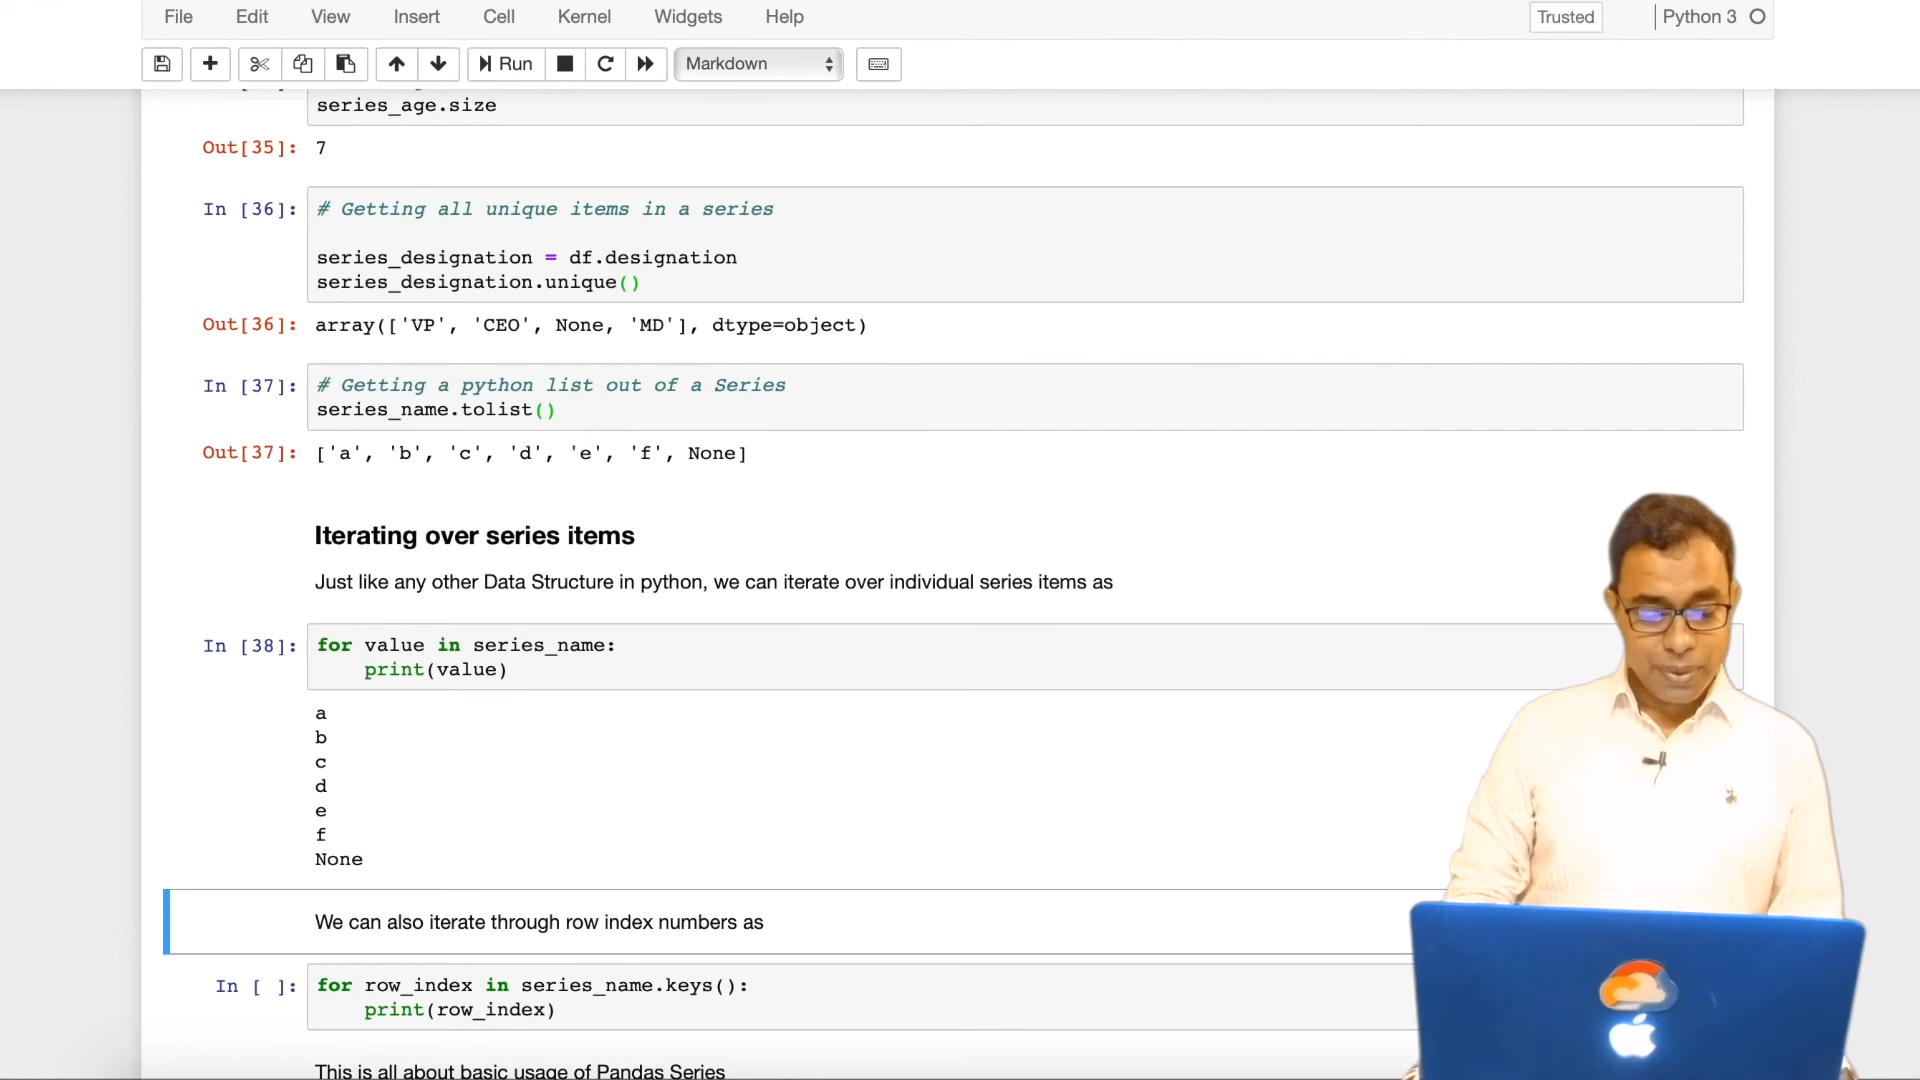 File Edit View Insert Cell Kernel Widgets Help Trusted Python 3
Run Markdown
series_age.size
Out[35]: 7
In [36]: # Getting all unique items in a series
series_designation = df.designation
series_designation.unique()
Out[36]: array(['VP', 'CEO', None, 'MD'], dtype=object)
In [37]: # Getting a python list out of a Series
series_name.tolist()
Out[37]: ['a', 'b', 'c', 'd', 'e', 'f', None]
Iterating over series items
Just like any other Data Structure in python, we can iterate over individual series items as
In [38]: for value in series_name:
print(value)
a
b
c
d
e
f
None
We can also iterate through row index numbers as
In [ ]: for row_index in series_name.keys():
print(row_index)
This is all about basic usage of Pandas Series